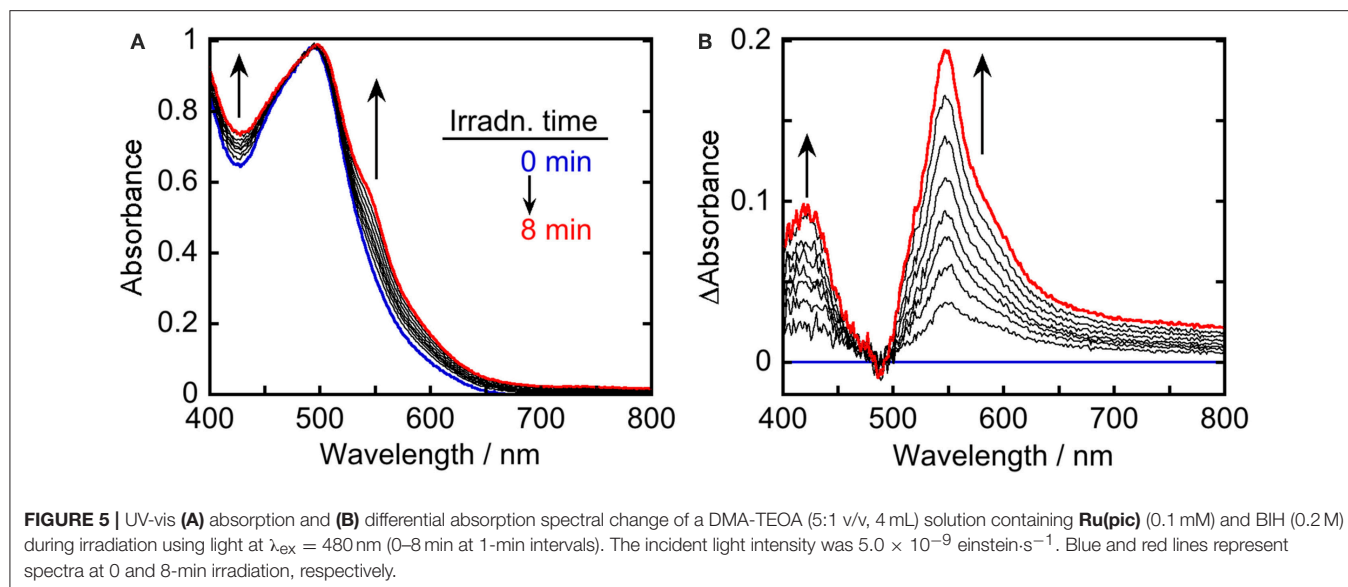 A
B
1
0.8
0.6
0.4
0.2
0
Absorbance
400 500 600 700 800
Wavelength / nm
Irradn. time
0 min
8 min
0.2
0.1
0
ΔAbsorbance
400 500 600 700 800
Wavelength / nm
FIGURE 5 | UV-vis (A) absorption and (B) differential absorption spectral change of a DMA-TEOA (5:1 v/v, 4 mL) solution containing Ru(pic) (0.1 mM) and BIH (0.2 M)
during irradiation using light at λex = 480 nm (0–8 min at 1-min intervals). The incident light intensity was 5.0 × 10⁻⁹ einstein·s⁻¹. Blue and red lines represent
spectra at 0 and 8-min irradiation, respectively.